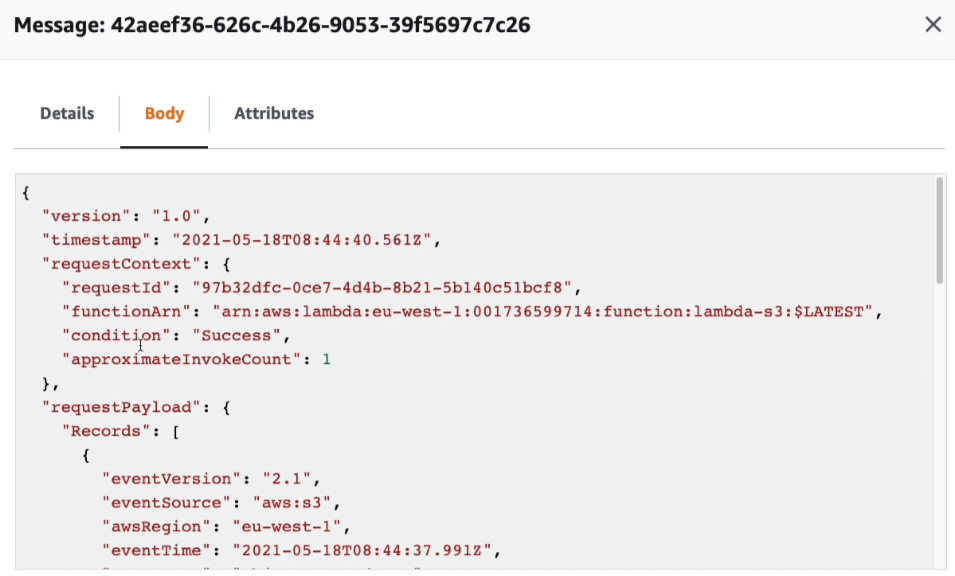 Message: 42aeef36-626c-4b26-9053-39f5697c7c26
Details
Body
Attributes
{
"version": "1.0",
"timestamp": "2021-05-18T08:44:40.561Z",
"requestContext": {
"requestId": "97b32dfc-0ce7-4d4b-8b21-5b140c51bcf8",
"functionArn": "arn:aws:lambda:eu-west-1:001736599714:function:lambda-s3:$LATEST",
"condition": "Success",
"approximateInvokeCount": 1
},
"requestPayload": {
"Records": [
{
"eventVersion": "2.1",
"eventSource": "aws:s3",
"awsRegion": "eu-west-1",
"eventTime": "2021-05-18T08:44:37.991Z",